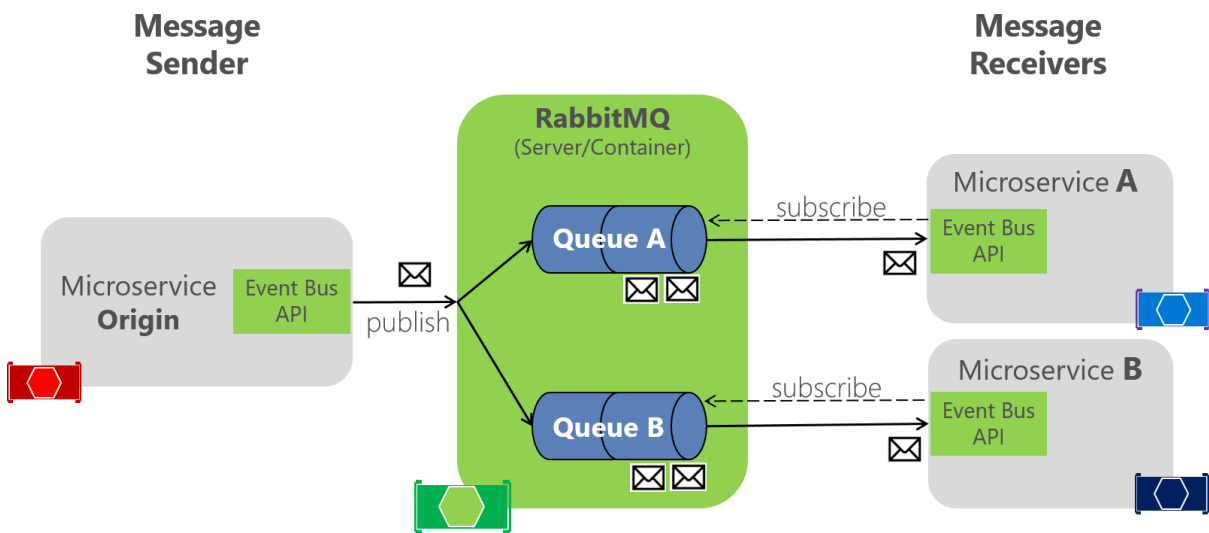 Message
Sender
Message
Receivers
RabbitMQ
(Server/Container)
Microservice
Origin
Event Bus
API
publish
Queue A
Queue B
subscribe
subscribe
Microservice A
Event Bus
API
Microservice B
Event Bus
API